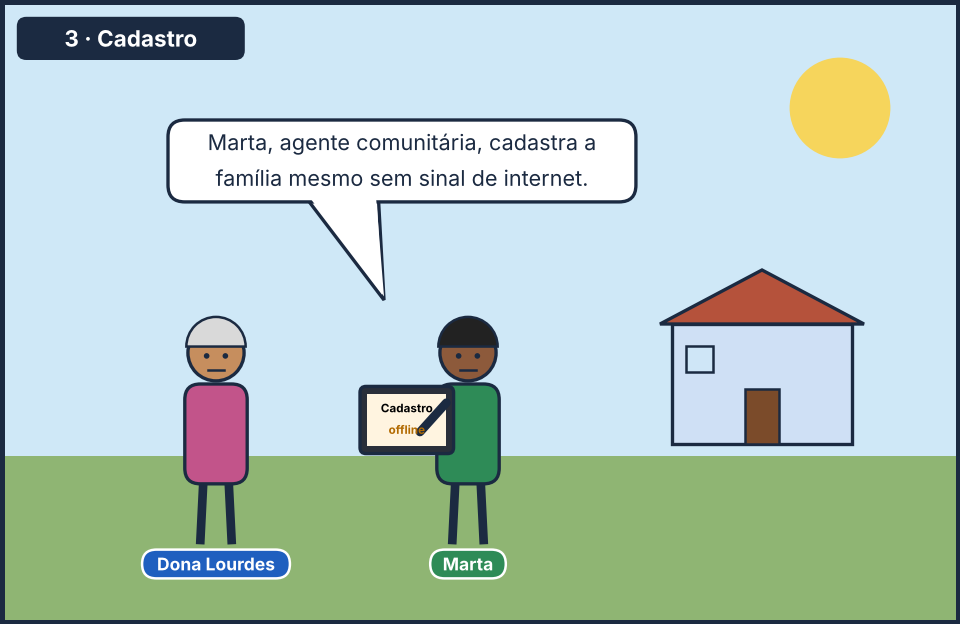 3 · Cadastro
Marta, agente comunitária, cadastra a
família mesmo sem sinal de internet.
Cadastro
offline
Dona Lourdes
Marta